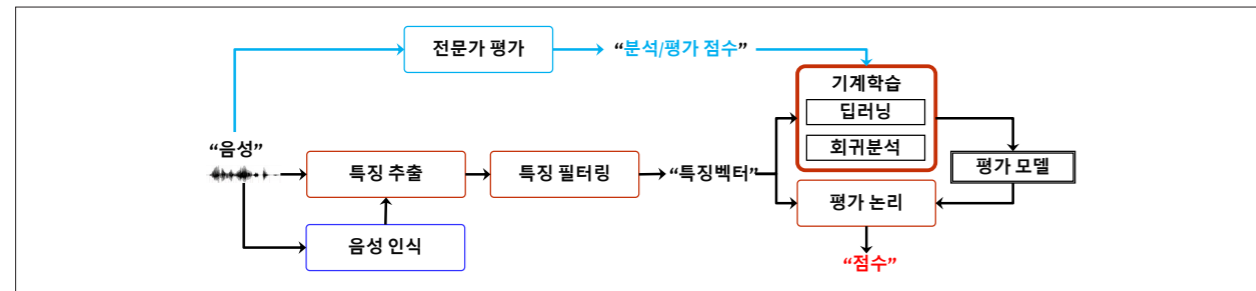 전문가 평가
“분석/평가 점수”
기계학습
딥러닝
회귀분석
“음성”
특징 추출
특징 필터링
“특징벡터”
평가 모델
평가 논리
음성 인식
“점수”